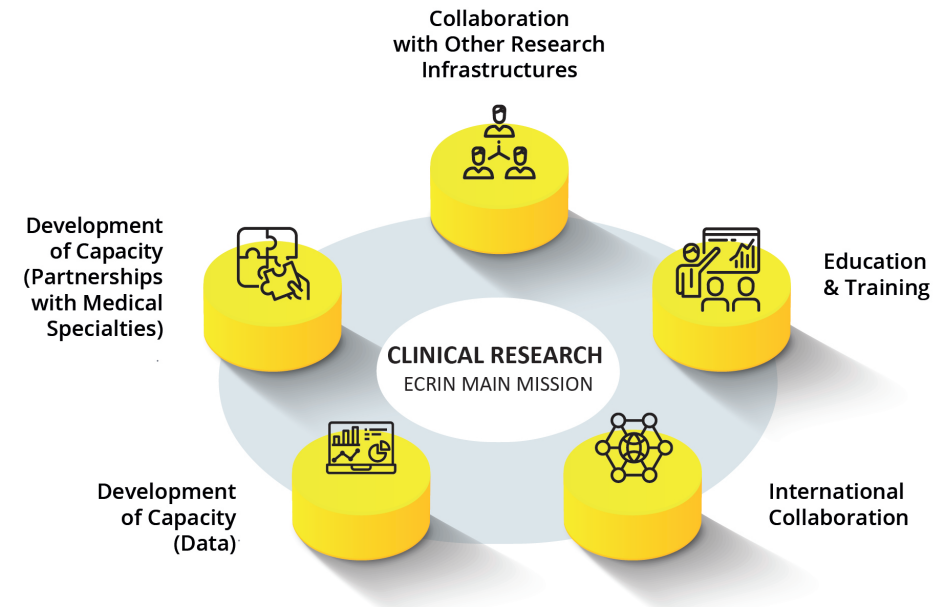 Collaboration
with Other Research
Infrastructures
Development
of Capacity
(Partnerships
with Medical
Specialties)
Education
& Training
CLINICAL RESEARCH
ECRIN MAIN MISSION
Development
of Capacity
(Data)
International
Collaboration